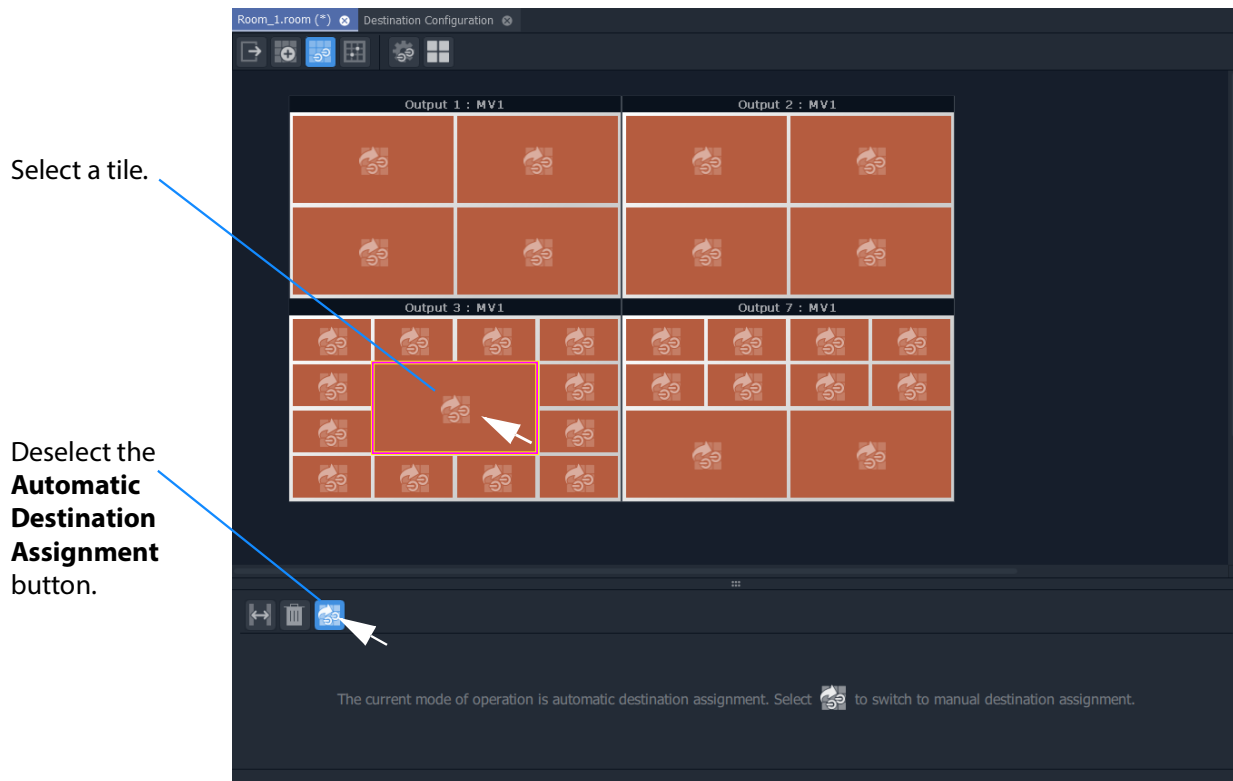 Room_1.room (*)
Destination Configuration
Output 1 : MV1
Output 2 : MV1
Select a tile.
Output 3 : MV1
Output 7 : MV1
Deselect the
Automatic
Destination
Assignment
button.
The current mode of operation is automatic destination assignment. Select to switch to manual destination assignment.